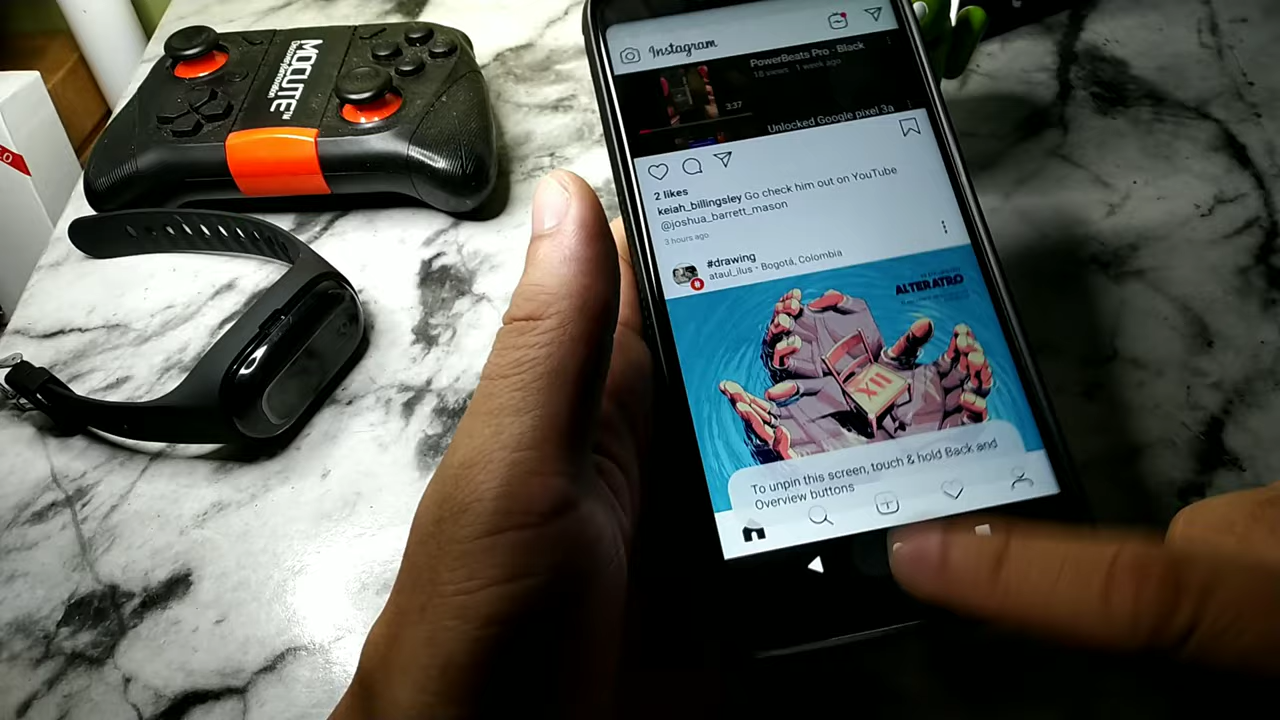 MOCUTE™
Instagram
PowerBeats Pro - Black
18 views · 1 week ago
3:37
Unlocked Google pixel 3a
2 likes
keiah_billingsley Go check him out on YouTube
@joshua_barrett_mason
3 hours ago
#drawing
ataul_ilus • Bogotá, Colombia
ALTERATRO
XII
To unpin this screen, touch & hold Back and
Overview buttons